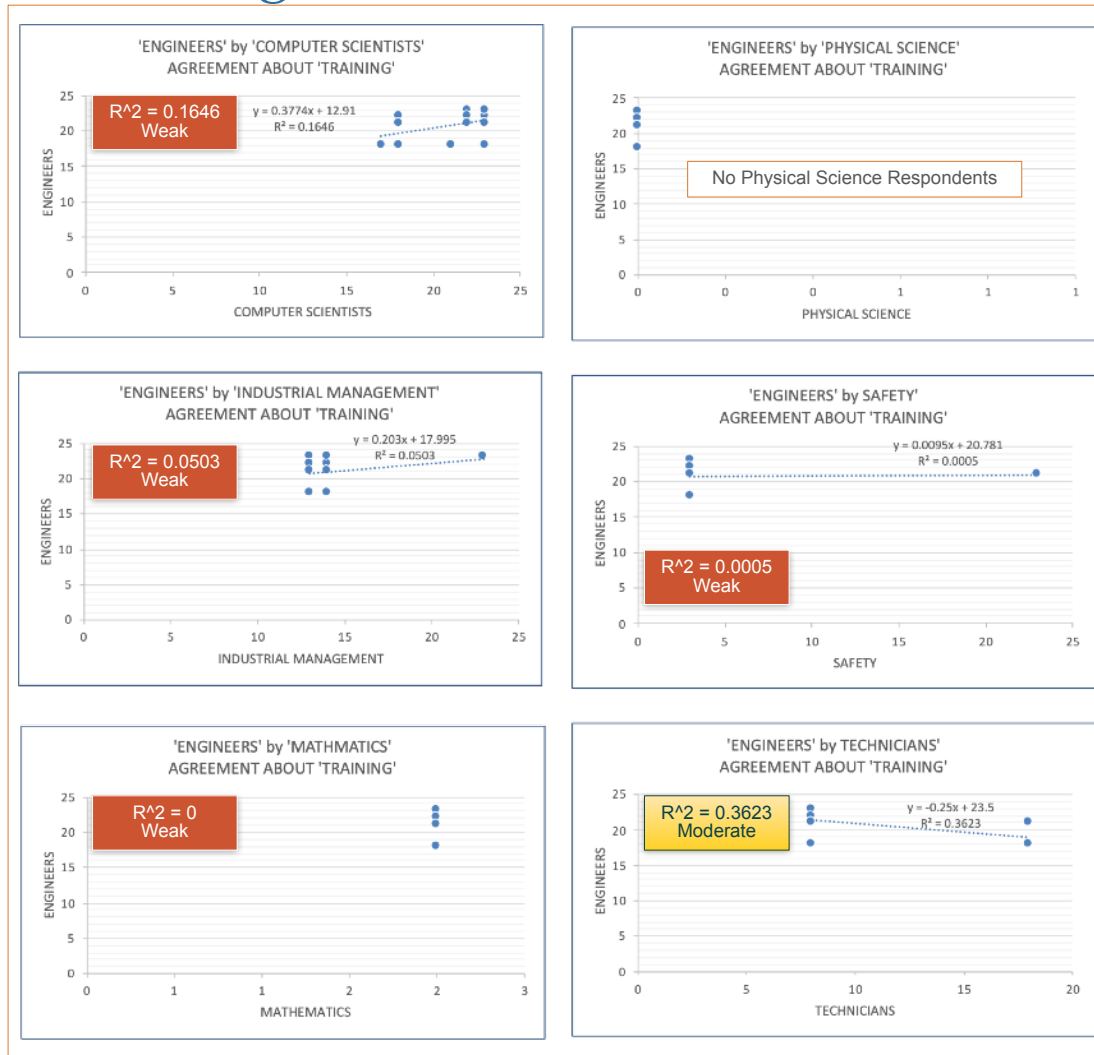 'ENGINEERS' by 'COMPUTER SCIENTISTS'
AGREEMENT ABOUT 'TRAINING'
R^2 = 0.1646
Weak
y = 0.3774x + 12.91
R² = 0.1646
25
20
15
10
5
0
ENGINEERS
0 5 10 15 20 25
COMPUTER SCIENTISTS
'ENGINEERS' by 'PHYSICAL SCIENCE'
AGREEMENT ABOUT 'TRAINING'
25
20
15
10
5
0
ENGINEERS
No Physical Science Respondents
0 0 0 1 1 1
PHYSICAL SCIENCE
'ENGINEERS' by 'INDUSTRIAL MANAGEMENT'
AGREEMENT ABOUT 'TRAINING'
R^2 = 0.0503
Weak
y = 0.203x + 17.995
R² = 0.0503
25
20
15
10
5
0
ENGINEERS
0 5 10 15 20 25
INDUSTRIAL MANAGEMENT
'ENGINEERS' by SAFETY'
AGREEMENT ABOUT 'TRAINING'
y = 0.0095x + 20.781
R² = 0.0005
25
20
15
10
5
0
ENGINEERS
R^2 = 0.0005
Weak
0 5 10 15 20 25
SAFETY
'ENGINEERS' by 'MATHMATICS'
AGREEMENT ABOUT 'TRAINING'
R^2 = 0
Weak
25
20
15
10
5
0
ENGINEERS
0 1 1 2 2 3
MATHEMATICS
'ENGINEERS' by TECHNICIANS'
AGREEMENT ABOUT 'TRAINING'
R^2 = 0.3623
Moderate
y = -0.25x + 23.5
R² = 0.3623
25
20
15
10
5
0
ENGINEERS
0 5 10 15 20
TECHNICIANS